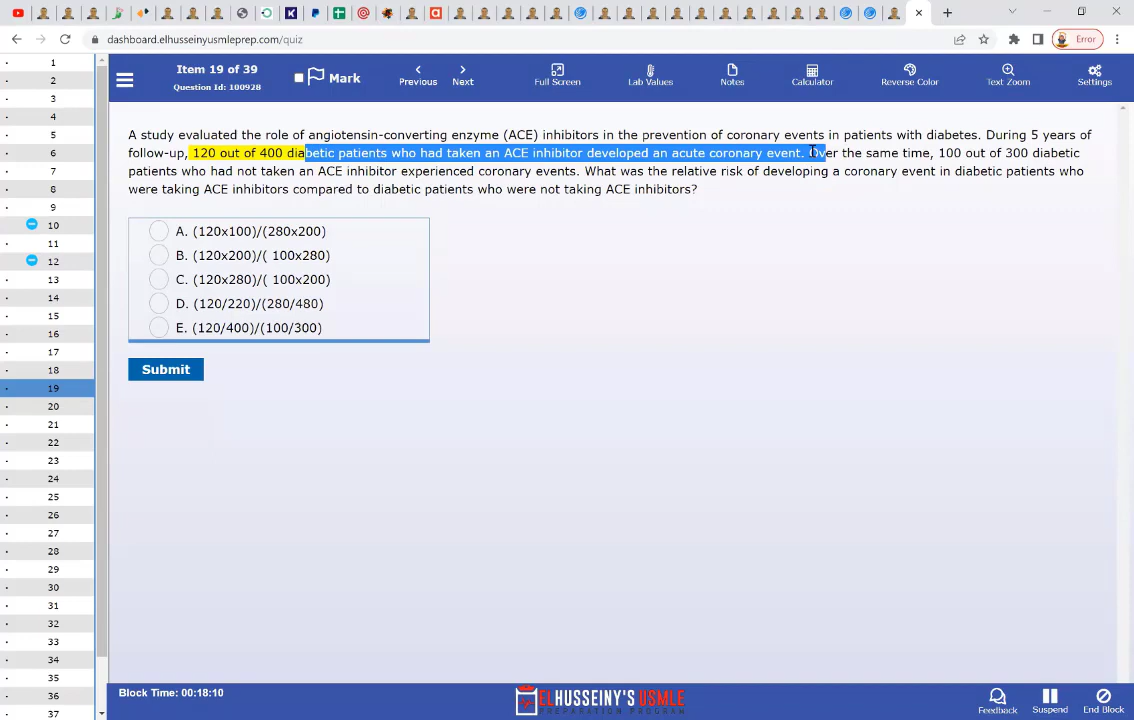 dashboard.elhusseinyusmleprep.com/quiz
Error
1
2
3
4
5
6
7
8
9
10
11
12
13
14
15
16
17
18
19
20
21
22
23
24
25
26
27
28
29
30
31
32
33
34
35
36
37
Item 19 of 39
Question Id: 100928
Mark
Previous
Next
Full Screen
Lab Values
Notes
Calculator
Reverse Color
Text Zoom
Settings
A study evaluated the role of angiotensin-converting enzyme (ACE) inhibitors in the prevention of coronary events in patients with diabetes. During 5 years of
follow-up, 120 out of 400 diabetic patients who had taken an ACE inhibitor developed an acute coronary event. Over the same time, 100 out of 300 diabetic
patients who had not taken an ACE inhibitor experienced coronary events. What was the relative risk of developing a coronary event in diabetic patients who
were taking ACE inhibitors compared to diabetic patients who were not taking ACE inhibitors?
A. (120x100)/(280x200)
B. (120x200)/( 100x280)
C. (120x280)/( 100x200)
D. (120/220)/(280/480)
E. (120/400)/(100/300)
Submit
Block Time: 00:18:10
ELHUSSEINY'S USMLE
PREPARATION PROGRAM
Feedback
Suspend
End Block